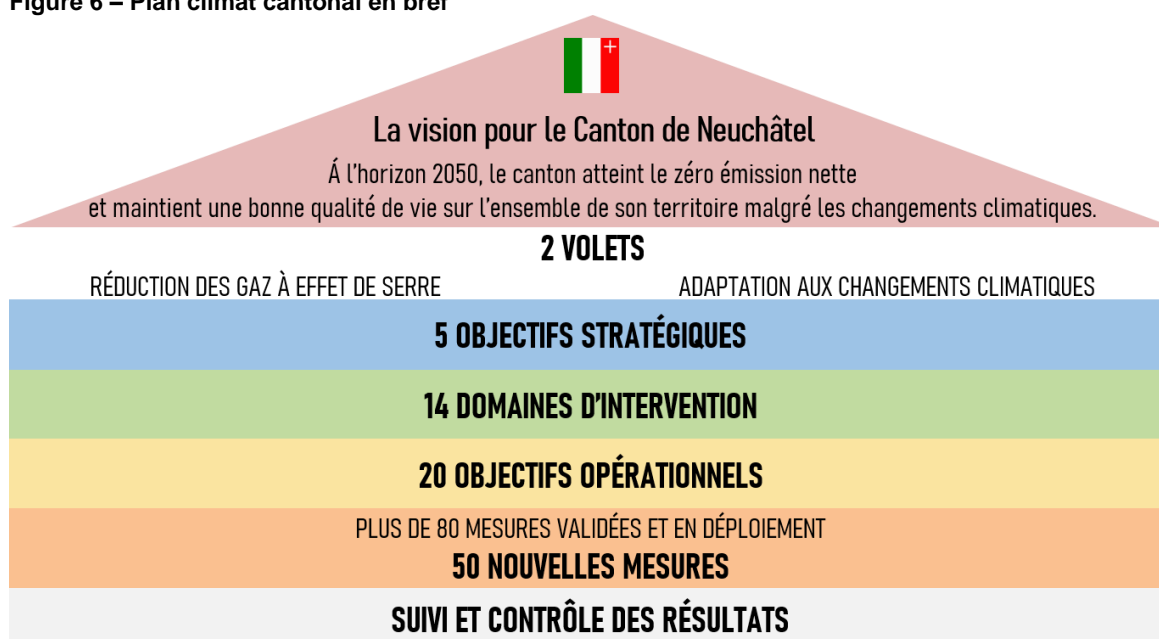 Figure 6 – Plan climat cantonal en bref
La vision pour le Canton de Neuchâtel
Á l'horizon 2050, le canton atteint le zéro émission nette
et maintient une bonne qualité de vie sur l'ensemble de son territoire malgré les changements climatiques.
2 VOLETS
RÉDUCTION DES GAZ À EFFET DE SERRE
ADAPTATION AUX CHANGEMENTS CLIMATIQUES
5 OBJECTIFS STRATÉGIQUES
14 DOMAINES D'INTERVENTION
20 OBJECTIFS OPÉRATIONNELS
PLUS DE 80 MESURES VALIDÉES ET EN DÉPLOIEMENT
50 NOUVELLES MESURES
SUIVI ET CONTRÔLE DES RÉSULTATS